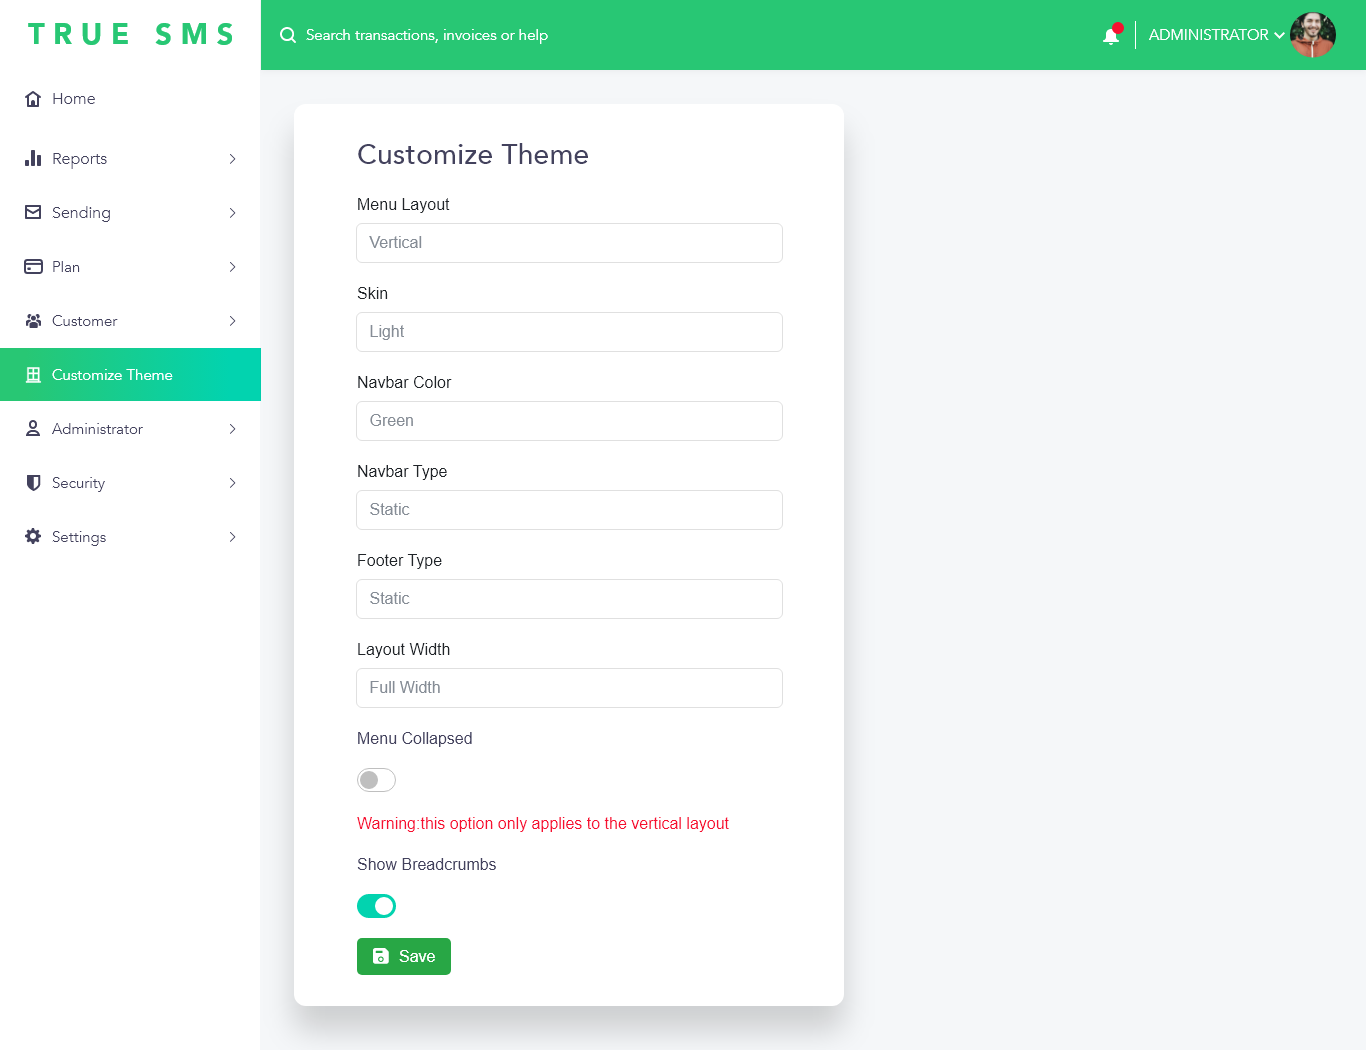 TRUE SMS
Search transactions, invoices or help
ADMINISTRATOR
Home
Reports
Sending
Plan
Customer
Customize Theme
Administrator
Security
Settings
Customize Theme
Menu Layout
Vertical
Skin
Light
Navbar Color
Green
Navbar Type
Static
Footer Type
Static
Layout Width
Full Width
Menu Collapsed
Warning:this option only applies to the vertical layout
Show Breadcrumbs
Save